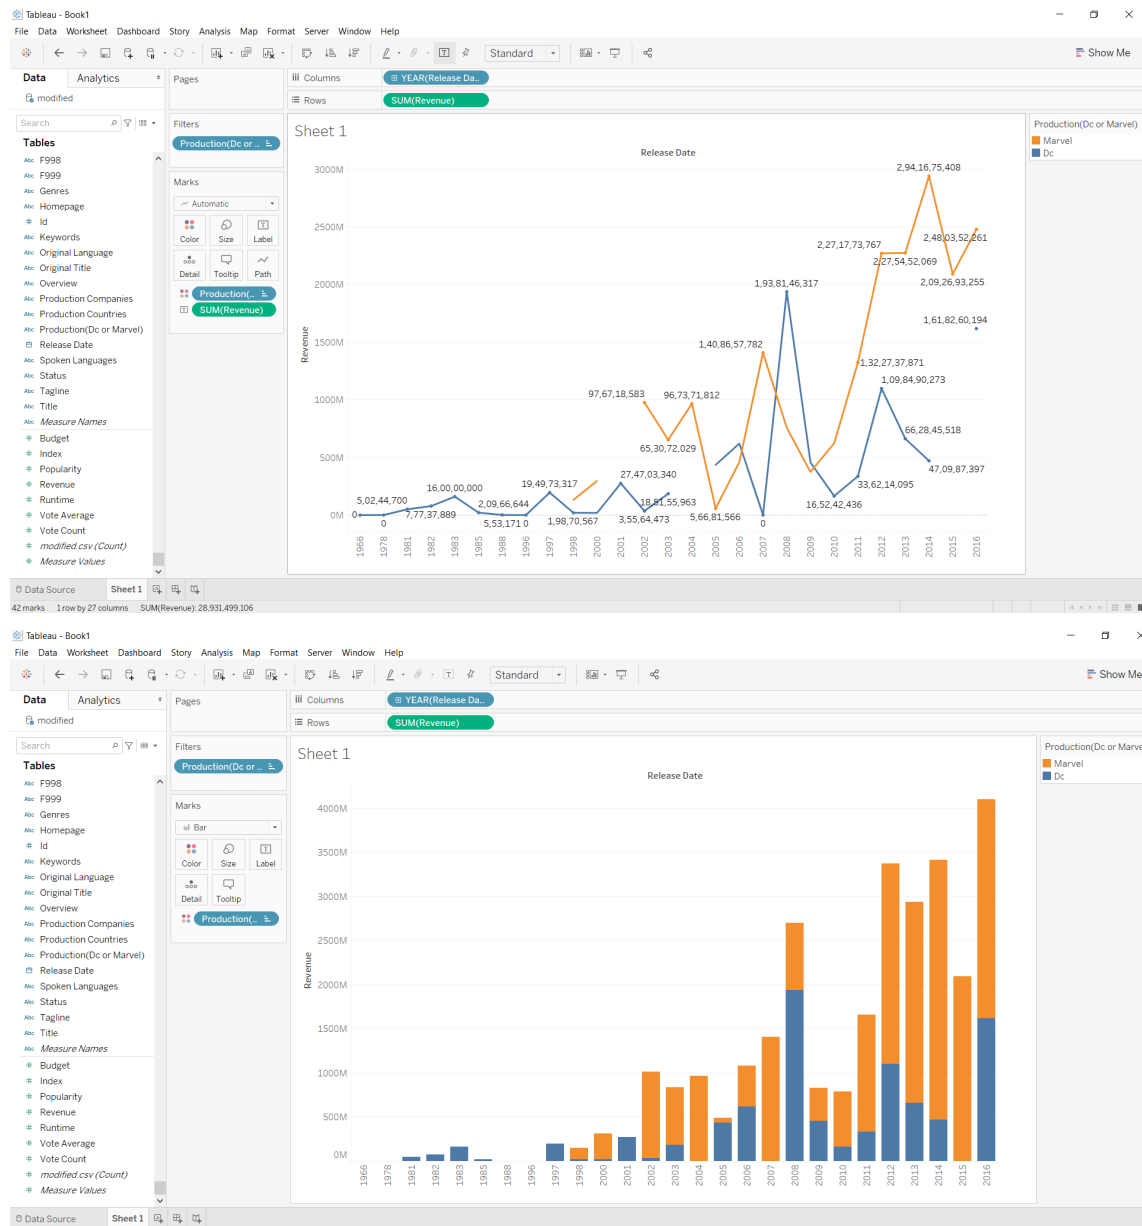 Tableau - Book1
File Data Worksheet Dashboard Story Analysis Map Format Server Window Help
Standard
Show Me
Data Analytics
modified
Search
Tables
F998
F999
Genres
Homepage
Id
Keywords
Original Language
Original Title
Overview
Production Companies
Production Countries
Production(Dc or Marvel)
Release Date
Spoken Languages
Status
Tagline
Title
Measure Names
Budget
Index
Popularity
Revenue
Runtime
Vote Average
Vote Count
modified.csv (Count)
Measure Values
Pages
Filters
Production(Dc or ..
Marks
Automatic
Color Size Label
Detail Tooltip Path
Production(..
SUM(Revenue)
Columns YEAR(Release Da..
Rows SUM(Revenue)
Sheet 1
Release Date
3000M
2500M
2000M
1500M
1000M
500M
0M
Revenue
2,94,16,75,408
2,27,17,73,767
2,48,03,52,261
2,27,54,52,069
2,09,26,93,255
1,93,81,46,317
1,61,82,60,194
1,40,86,57,782
1,32,27,37,871
1,09,84,90,273
97,67,18,583
96,73,71,812
65,30,72,029
66,28,45,518
47,09,87,397
33,62,14,095
27,47,03,340
19,49,73,317
16,00,00,000
16,52,42,436
18,81,55,963
5,02,44,700
2,09,66,644
7,77,37,889
5,53,171 0
1,98,70,567
3,55,64,473
5,66,81,566
0
0
0
1966 1978 1981 1982 1983 1985 1988 1996 1997 1998 2000 2001 2002 2003 2004 2005 2006 2007 2008 2009 2010 2011 2012 2013 2014 2015 2016
Production(Dc or Marvel)
Marvel
Dc
Data Source Sheet 1
42 marks 1 row by 27 columns SUM(Revenue): 28,931,499,106
Tableau - Book1
File Data Worksheet Dashboard Story Analysis Map Format Server Window Help
Standard
Show Me
Data Analytics
modified
Search
Tables
F998
F999
Genres
Homepage
Id
Keywords
Original Language
Original Title
Overview
Production Companies
Production Countries
Production(Dc or Marvel)
Release Date
Spoken Languages
Status
Tagline
Title
Measure Names
Budget
Index
Popularity
Revenue
Runtime
Vote Average
Vote Count
modified.csv (Count)
Measure Values
Pages
Filters
Production(Dc or ..
Marks
Bar
Color Size Label
Detail Tooltip
Production(..
Columns YEAR(Release Da..
Rows SUM(Revenue)
Sheet 1
Release Date
4000M
3500M
3000M
2500M
2000M
1500M
1000M
500M
0M
Revenue
1966 1978 1981 1982 1983 1985 1988 1996 1997 1998 2000 2001 2002 2003 2004 2005 2006 2007 2008 2009 2010 2011 2012 2013 2014 2015 2016
Production(Dc or Marve
Marvel
Dc
Data Source Sheet 1